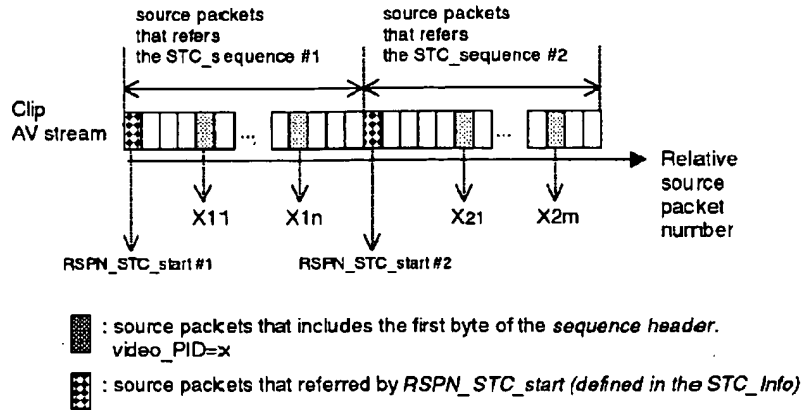 source packets
that refers
the STC_sequence #1
source packets
that refers
the STC_sequence #2
Clip
AV stream
...
...
Relative
source
packet
number
X11
X1n
X21
X2m
RSPN_STC_start #1
RSPN_STC_start #2
: source packets that includes the first byte of the sequence header.
video_PID=x
: source packets that referred by RSPN_STC_start (defined in the STC_Info)